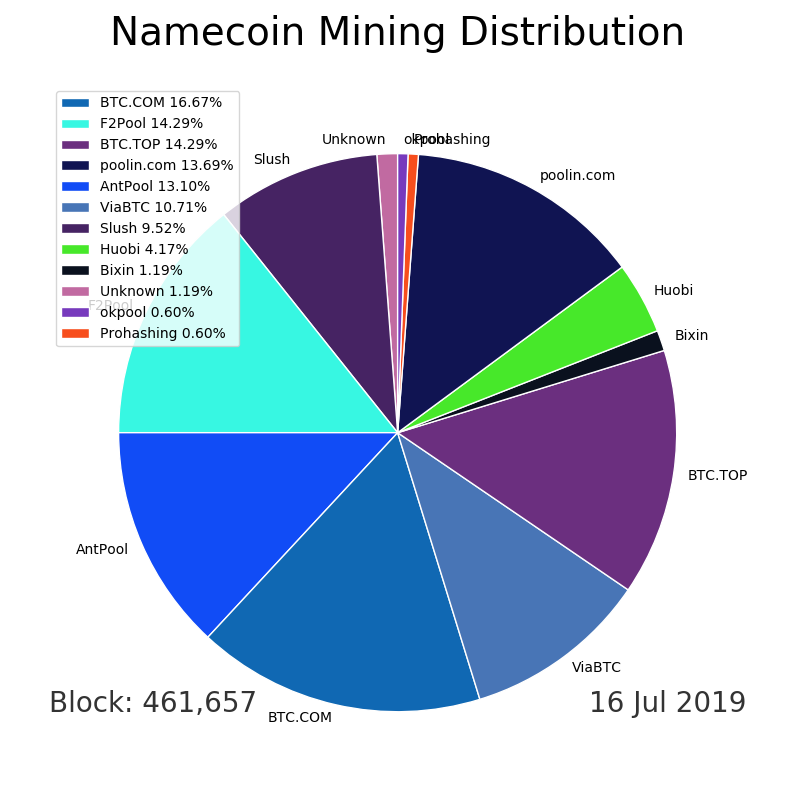 Namecoin Mining Distribution
BTC.COM 16.67%
F2Pool 14.29%
BTC.TOP 14.29%
poolin.com 13.69%
AntPool 13.10%
ViaBTC 10.71%
Slush 9.52%
Huobi 4.17%
Bixin 1.19%
Unknown 1.19%
okpool 0.60%
Prohashing 0.60%
Unknown
okpool
Prohashing
Slush
poolin.com
Huobi
F2Pool
Bixin
BTC.TOP
AntPool
ViaBTC
BTC.COM
Block: 461,657
16 Jul 2019